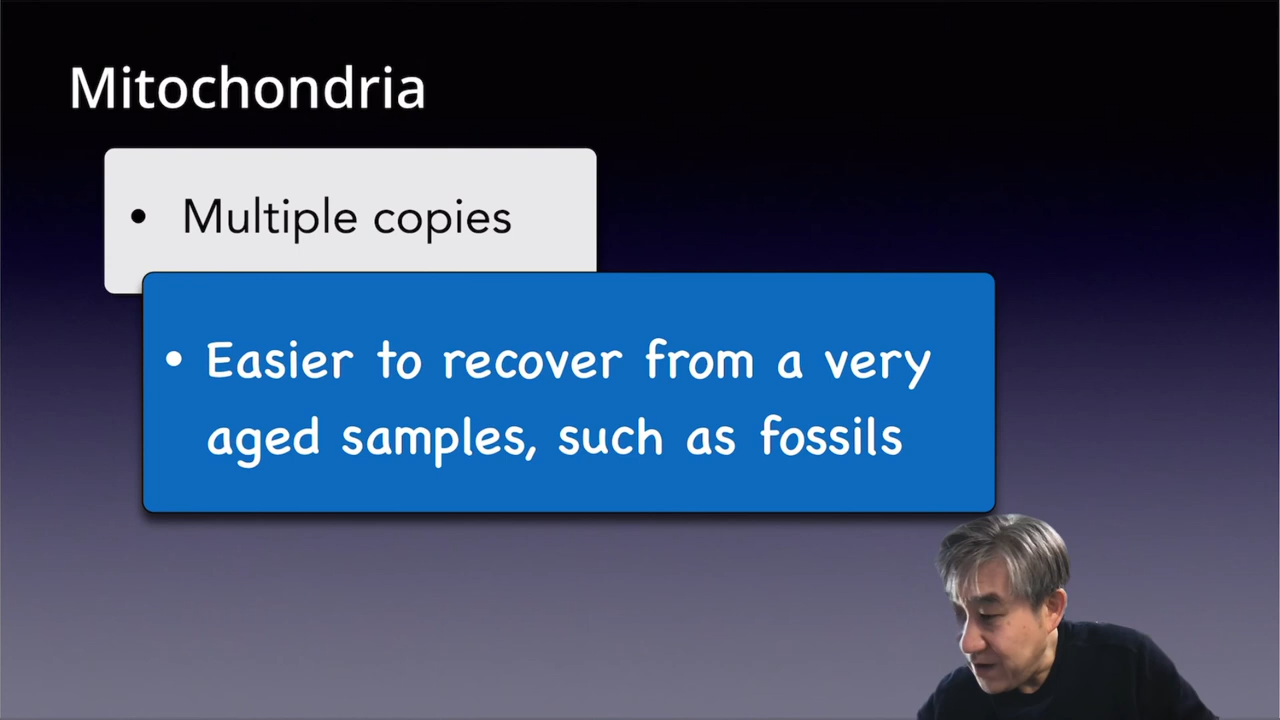 Mitochondria
• Multiple copies
• Easier to recover from a very
aged samples, such as fossils